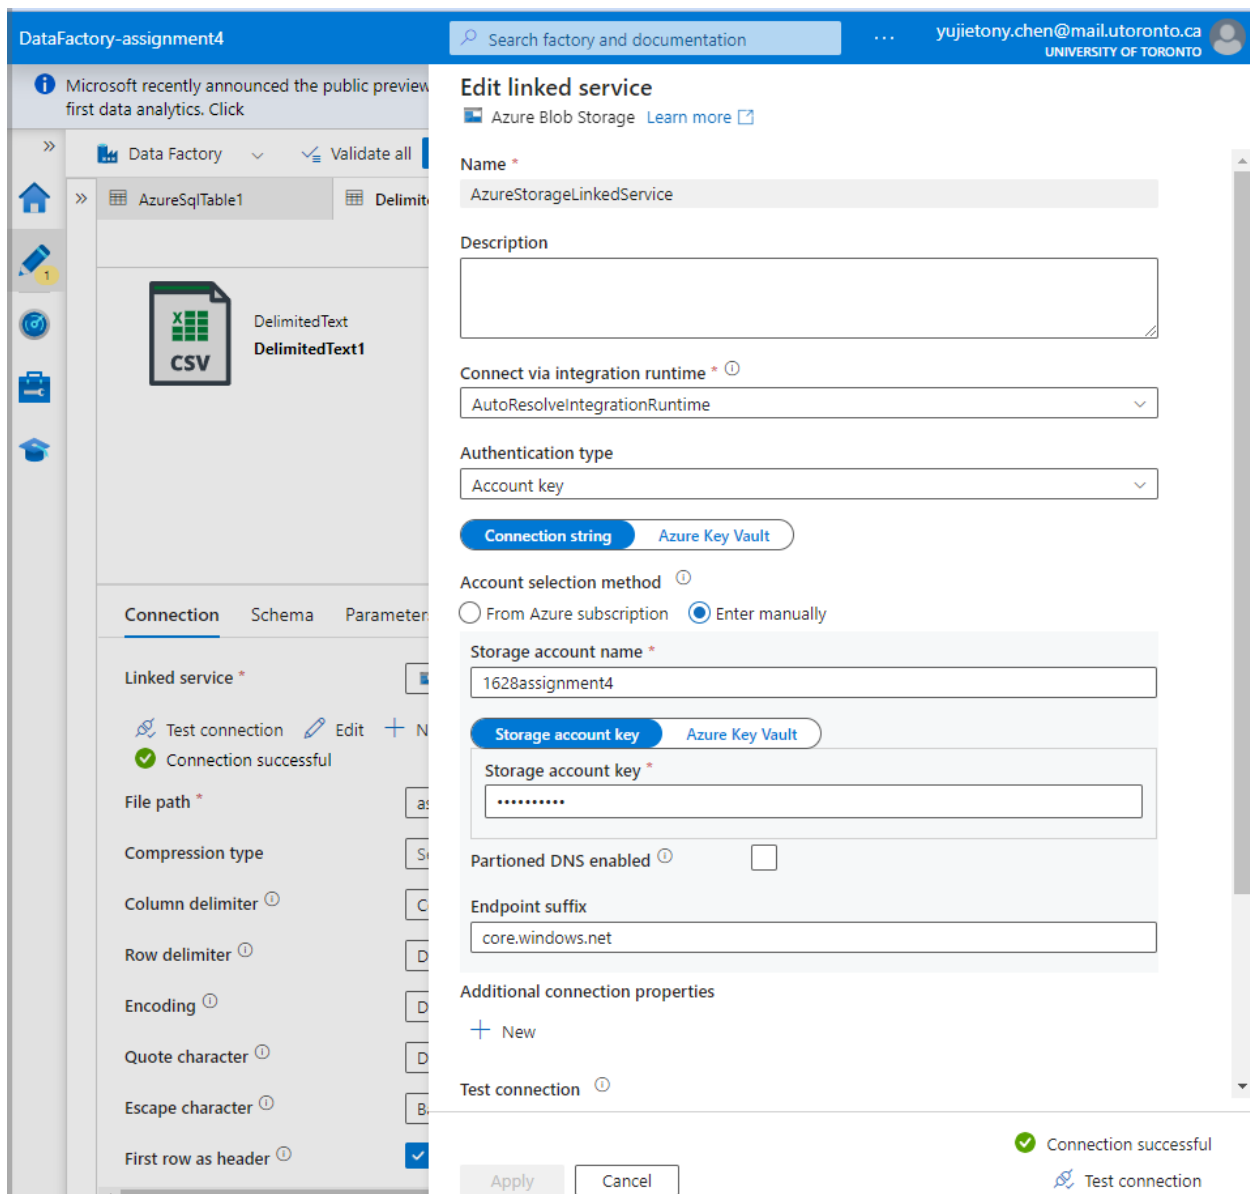 DataFactory-assignment4
Search factory and documentation
...
yujietony.chen@mail.utoronto.ca
UNIVERSITY OF TORONTO
Microsoft recently announced the public preview
first data analytics. Click
Data Factory
Validate all
AzureSqlTable1
Delimit
1
CSV
DelimitedText
DelimitedText1
Connection Schema Parameter
Linked service *
Test connection Edit N
Connection successful
File path *
Compression type
Column delimiter
Row delimiter
D
Encoding
D
Quote character
D
Escape character
First row as header
Edit linked service
Azure Blob Storage Learn more
Name *
AzureStorageLinkedService
Description
Connect via integration runtime *
AutoResolveIntegrationRuntime
Authentication type
Account key
Connection string Azure Key Vault
Account selection method
From Azure subscription Enter manually
Storage account name *
1628assignment4
Storage account key Azure Key Vault
Storage account key *
••••••••••
Partioned DNS enabled
Endpoint suffix
core.windows.net
Additional connection properties
New
Test connection
Connection successful
Apply Cancel Test connection